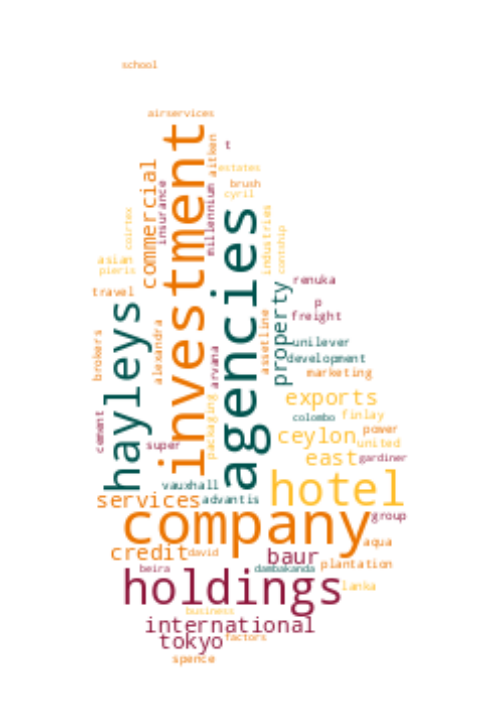 school
airservices
t
investment
aitken
commercial
estates
insurance
millennium
brush
cyril
agencies
industries
contship
asian
pieris
renuka
property
travel
p
freight
hayleys
alexandra
assetline
brokers
unilever
arvana
development
marketing
packaging
exports
cement
colombo
finlay
super
ceylon
power
united
east
gardiner
vauxhall
hotel
services
advantis
company
group
aqua
credit
david
baur
plantation
beira
dambakanda
holdings
lanka
business
international
tokyo
factors
spence